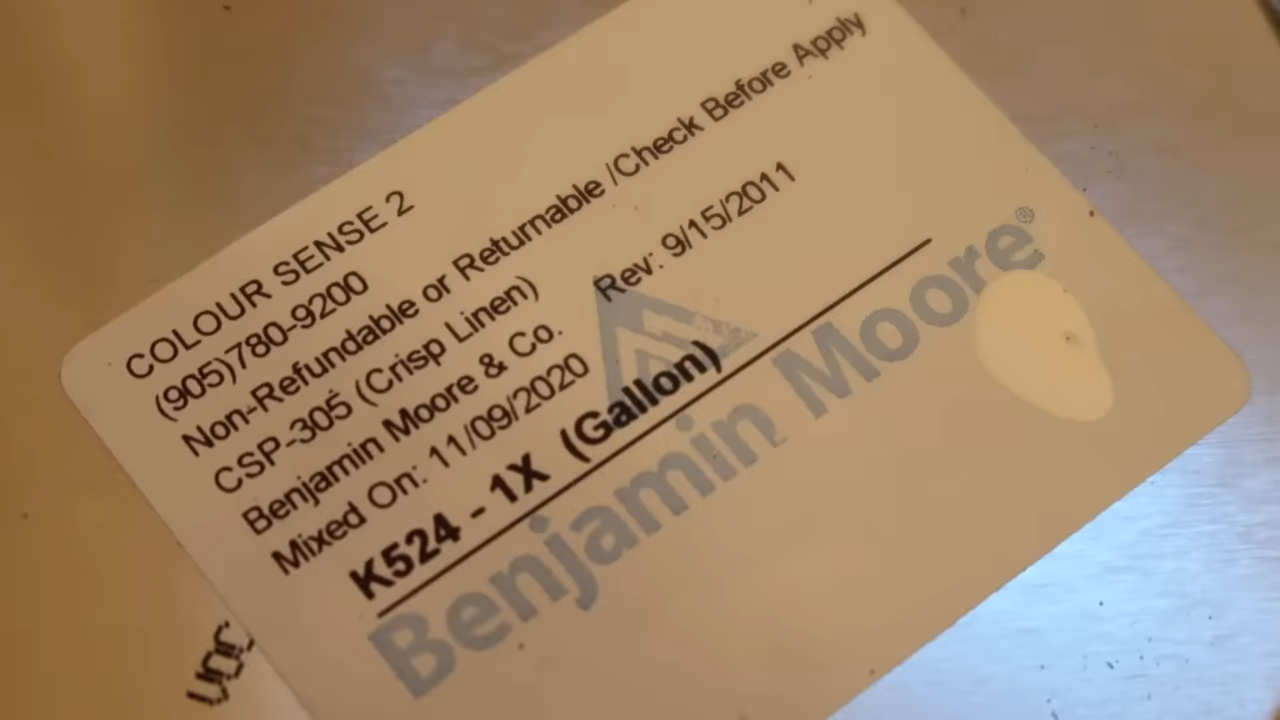 COLOUR SENSE 2
(905)780-9200
Non-Refundable or Returnable /Check Before Apply
CSP-305 (Crisp Linen)
Benjamin Moore & Co. Rev: 9/15/2011
Mixed On: 11/09/2020
K524 - 1X (Gallon)
Benjamin Moore®